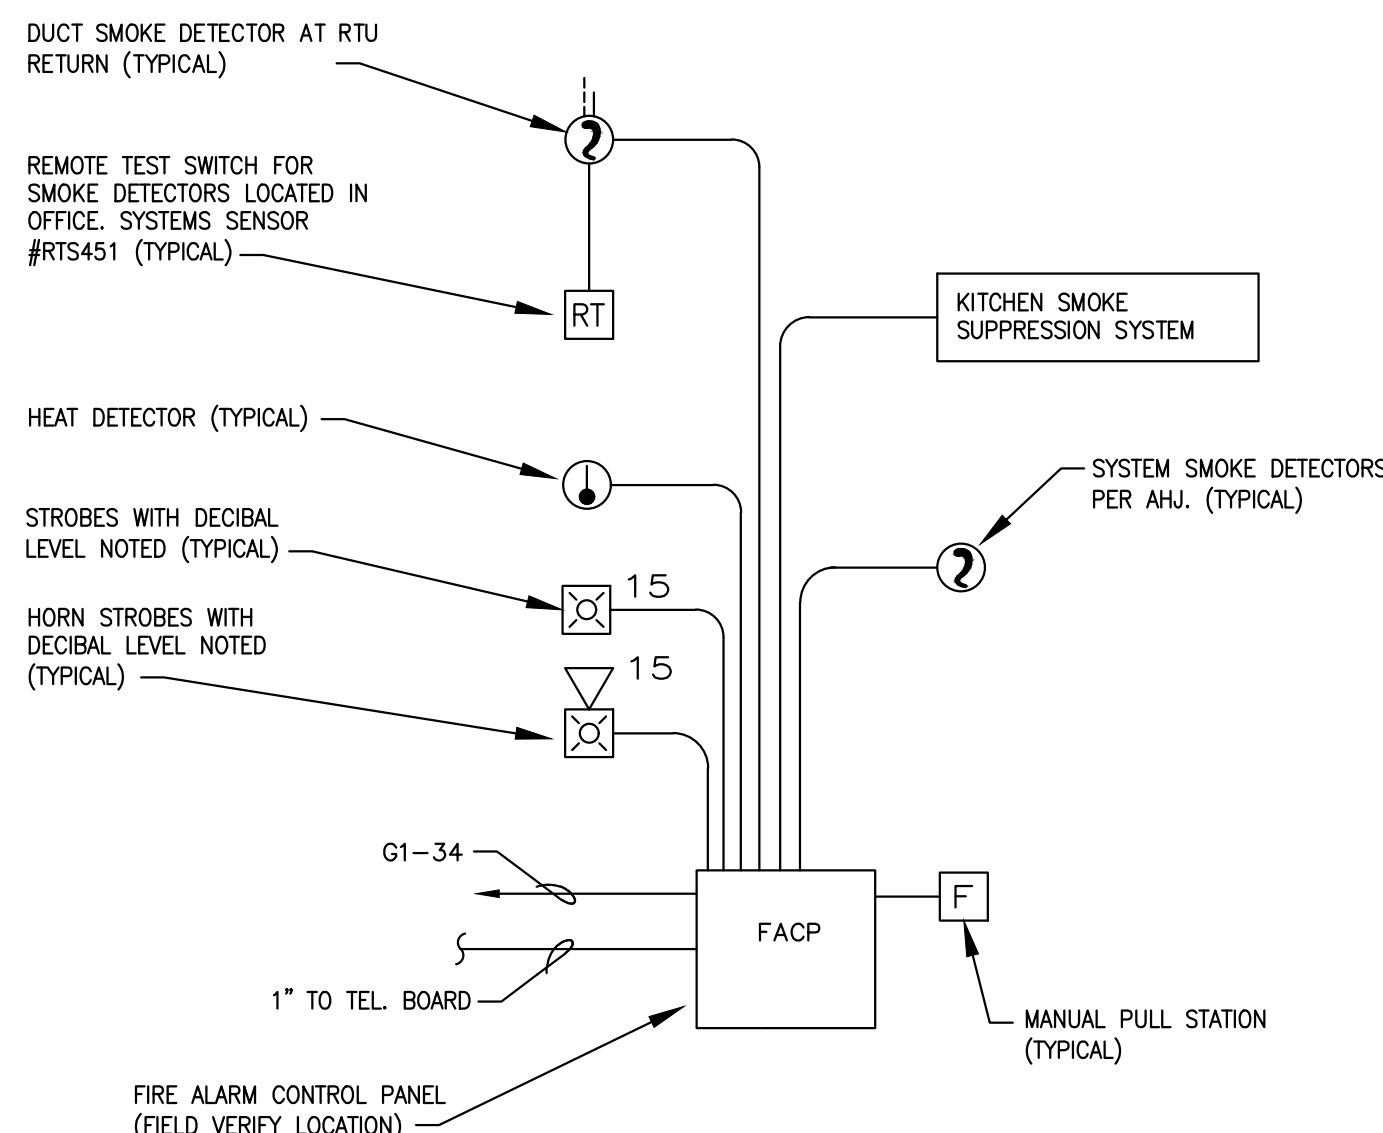 DUCT SMOKE DETECTOR AT RTU
RETURN (TYPICAL)
REMOTE TEST SWITCH FOR
SMOKE DETECTORS LOCATED IN
OFFICE. SYSTEMS SENSOR
#RTS451 (TYPICAL)
RT
KITCHEN SMOKE
SUPPRESSION SYSTEM
HEAT DETECTOR (TYPICAL)
SYSTEM SMOKE DETECTORS
PER AHJ. (TYPICAL)
STROBES WITH DECIBAL
LEVEL NOTED (TYPICAL)
15
HORN STROBES WITH
DECIBAL LEVEL NOTED
(TYPICAL)
15
G1-34
F
FACP
1" TO TEL. BOARD
MANUAL PULL STATION
(TYPICAL)
FIRE ALARM CONTROL PANEL
(FIELD VERIFY LOCATION)